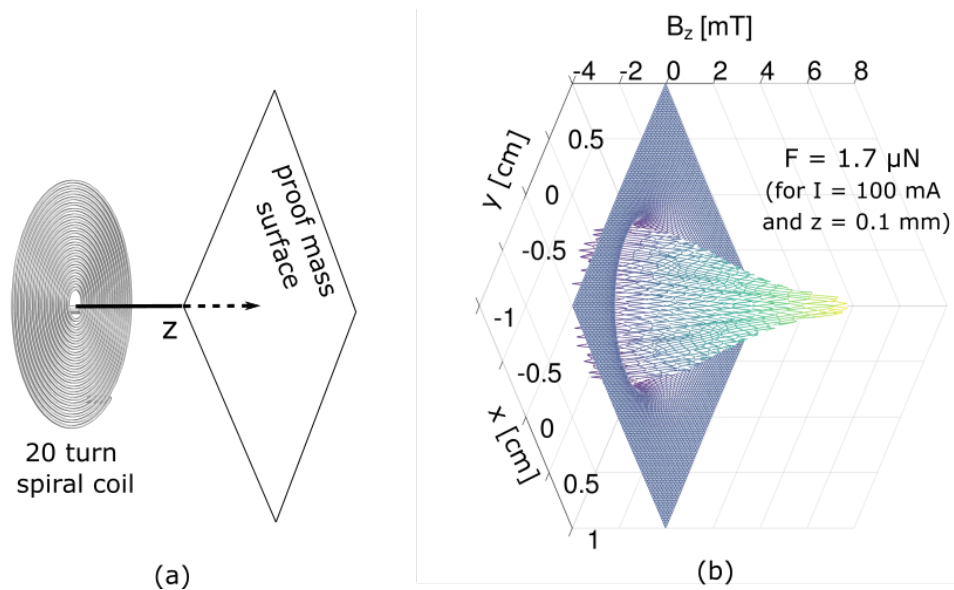 proof mass
surface
z
20 turn
spiral coil
(a)
B_z [mT]
-4 -2 0 2 4 6 8
y [cm]
0.5
0
-0.5
-1
-0.5
0
0.5
1
x [cm]
F = 1.7 µN
(for I = 100 mA
and z = 0.1 mm)
(b)